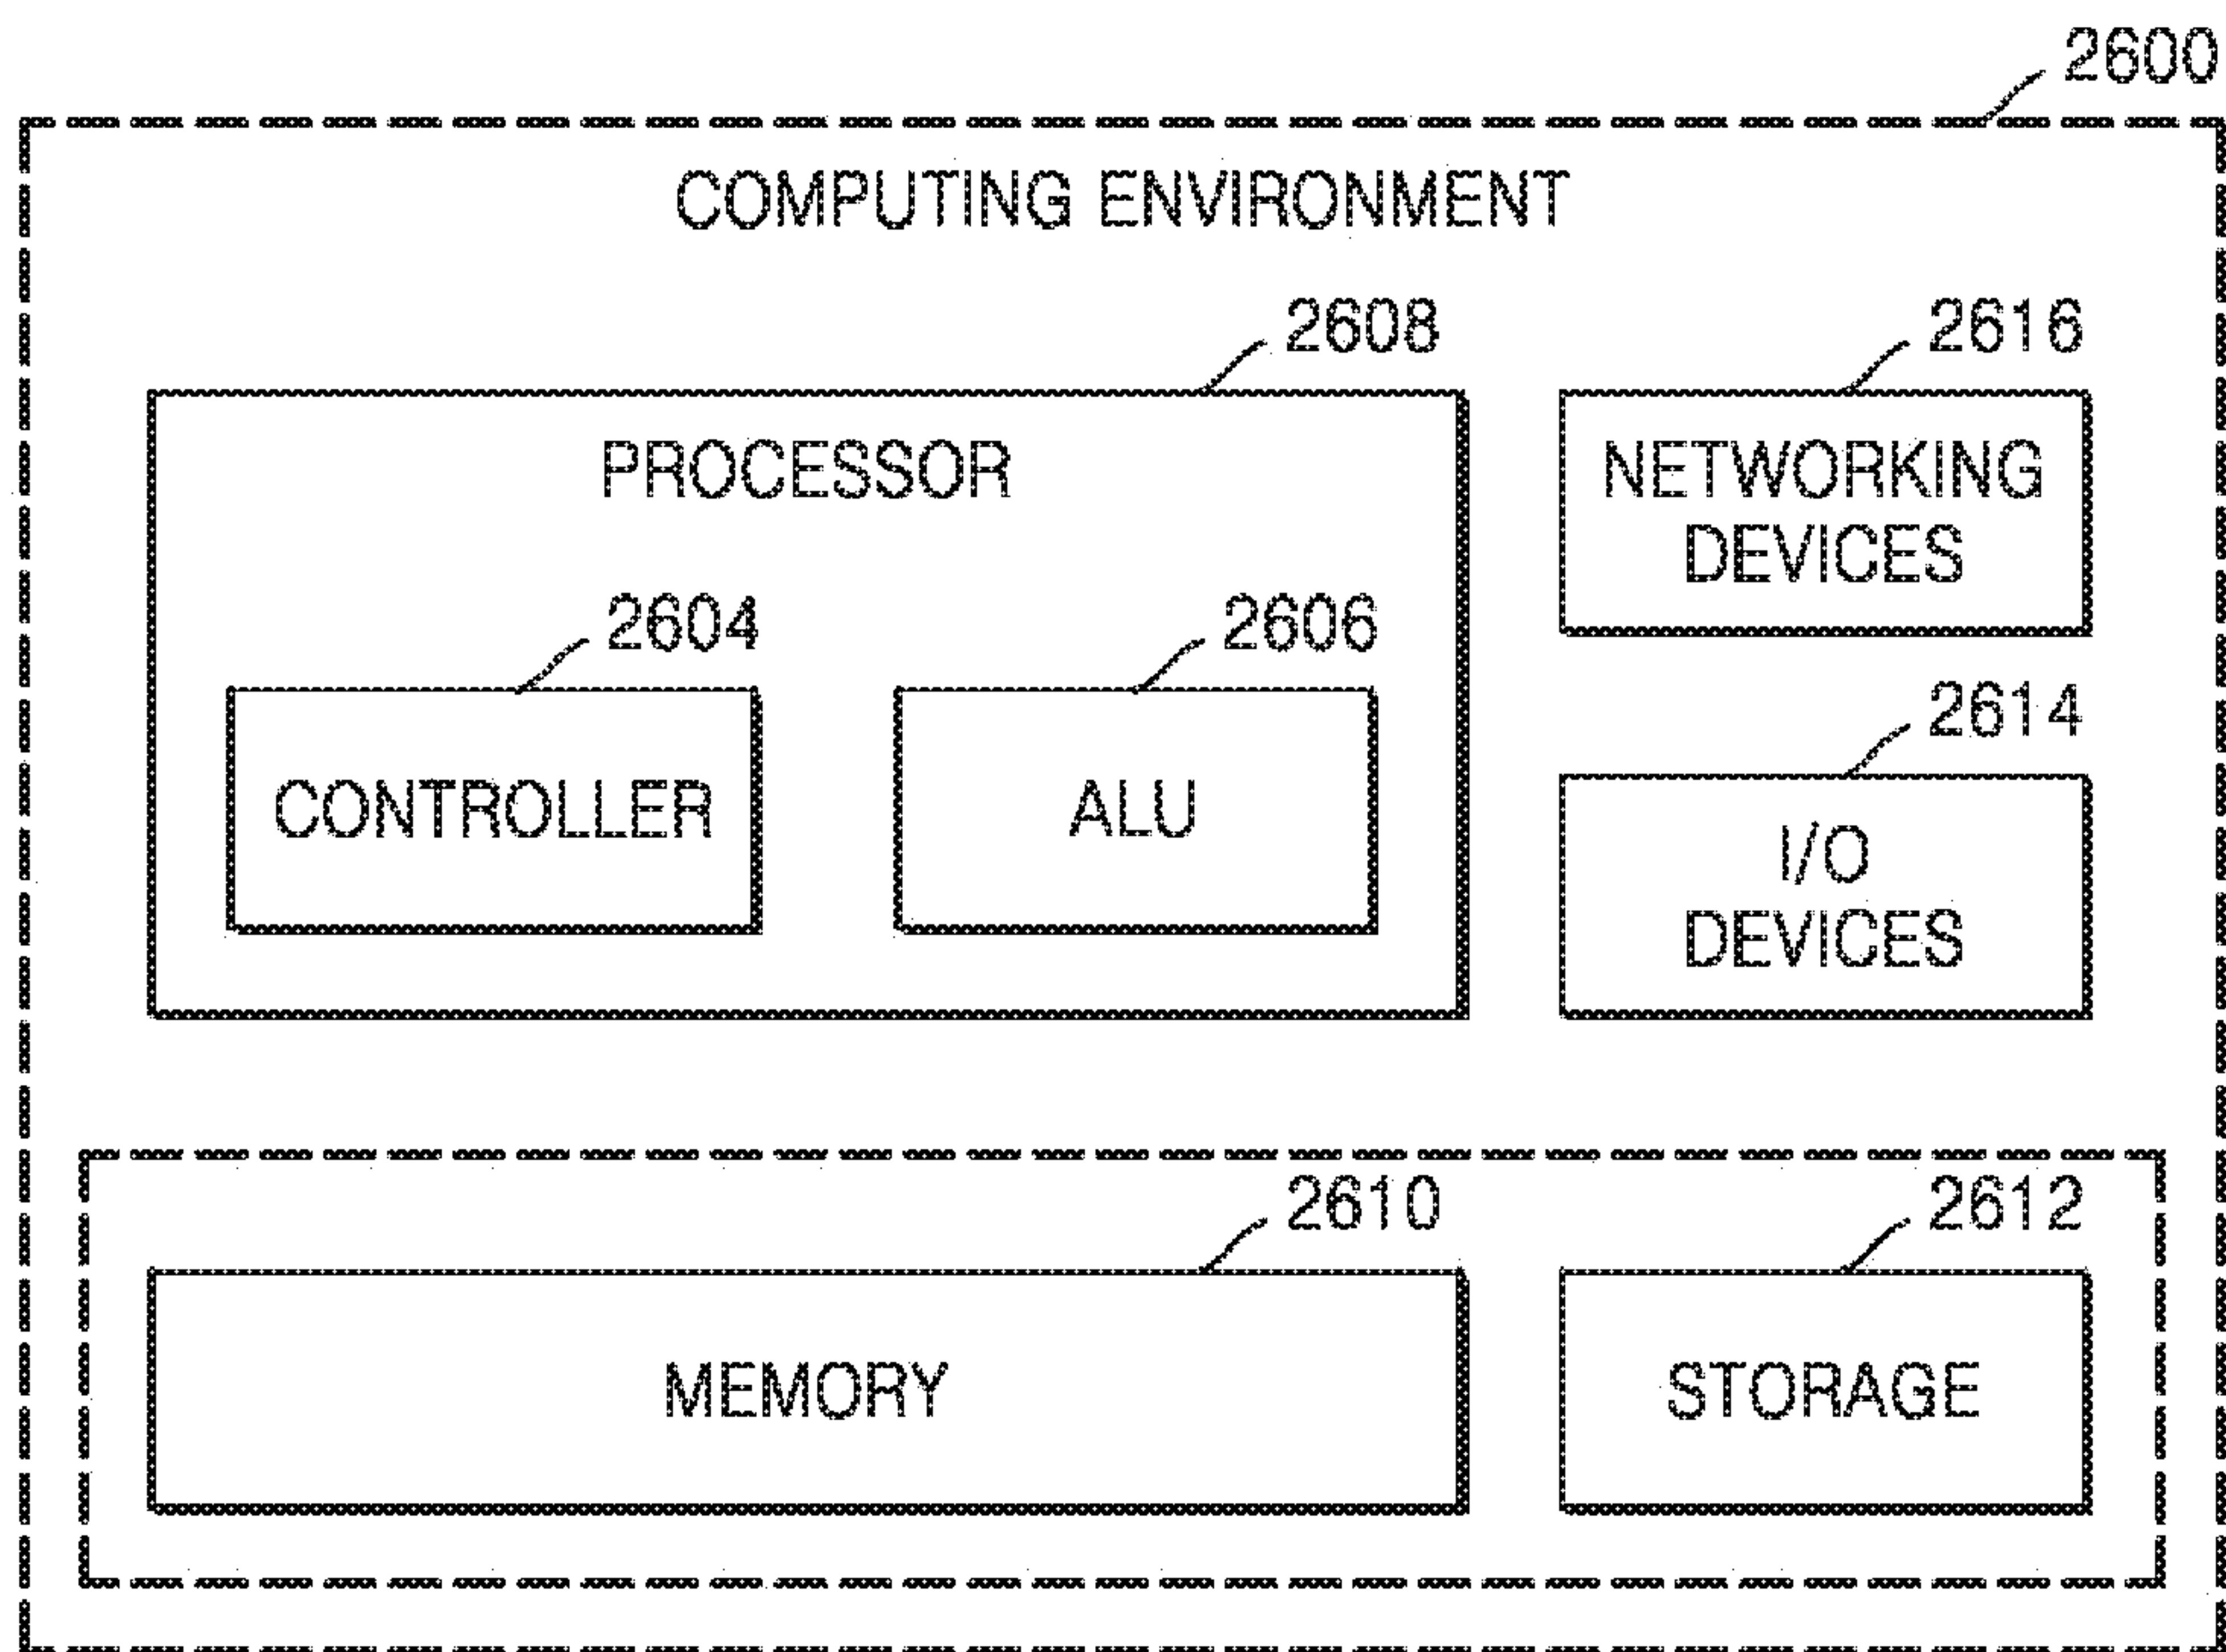 2600
COMPUTING ENVIRONMENT
2608
2616
PROCESSOR
NETWORKING
DEVICES
2604
2606
2614
CONTROLLER
ALU
I/O
DEVICES
2610
2612
MEMORY
STORAGE